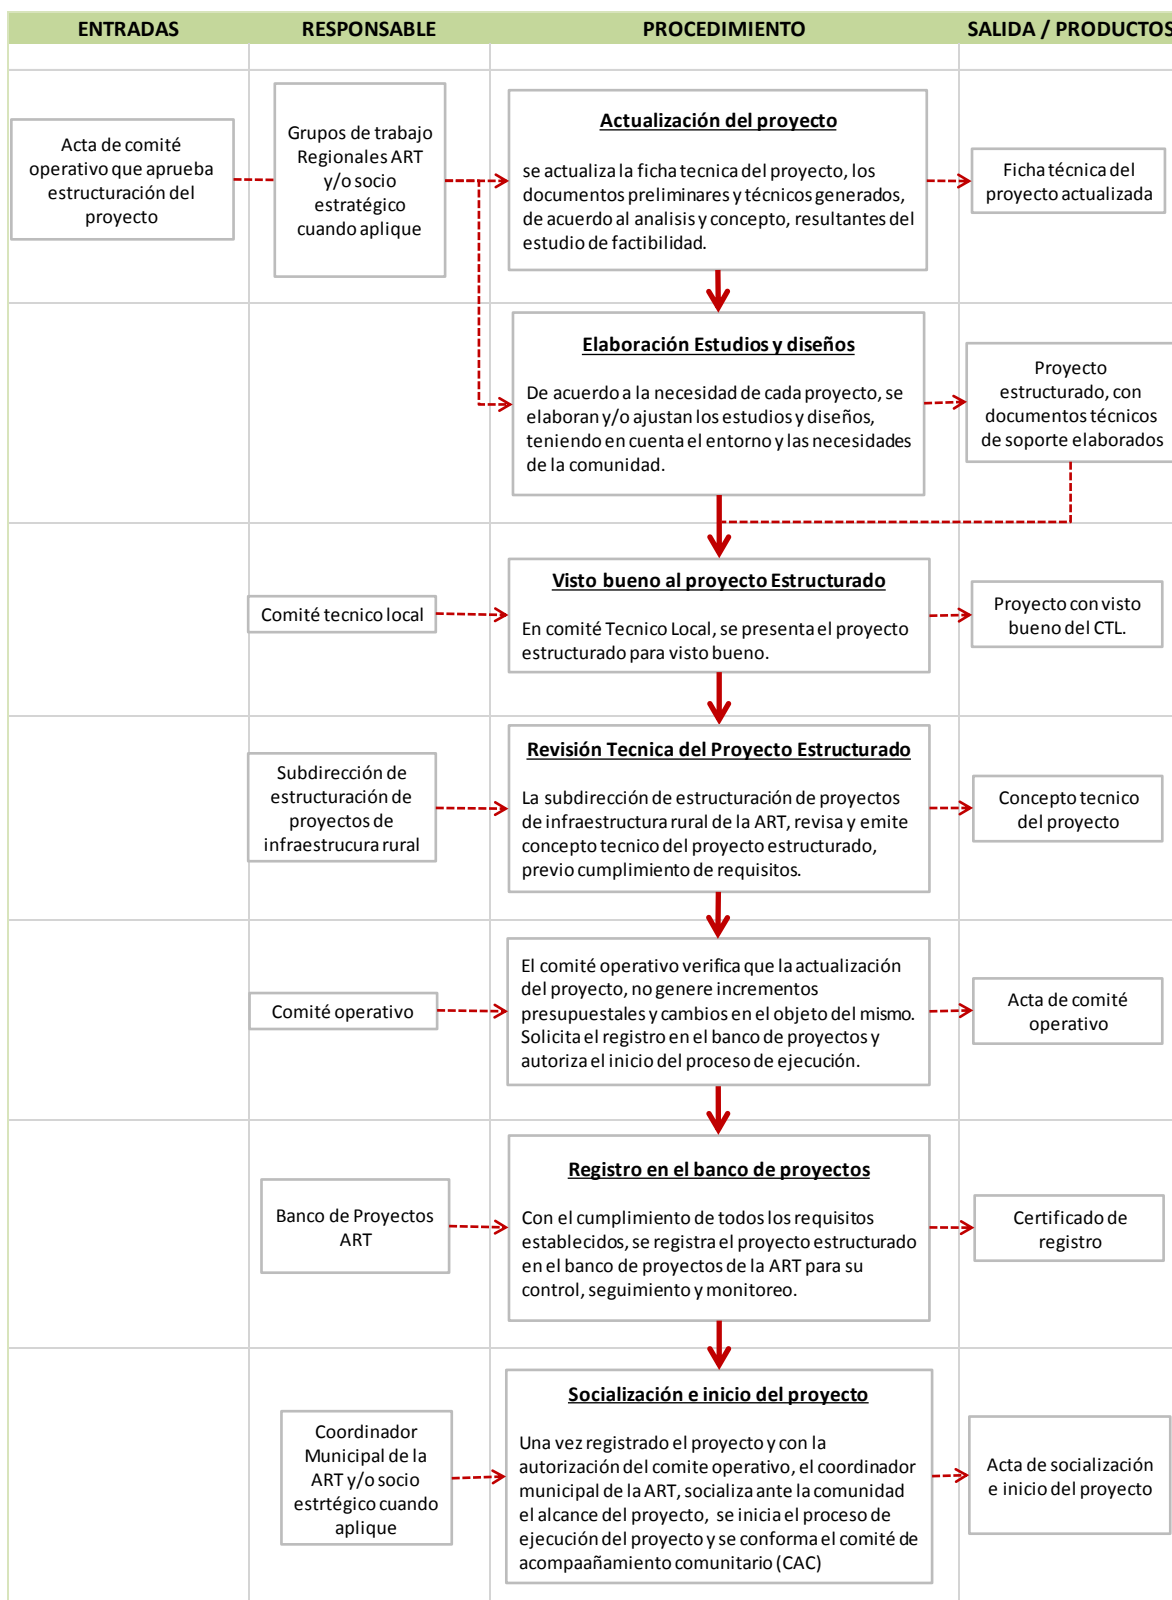 ENTRADAS
RESPONSABLE
PROCEDIMIENTO
SALIDA / PRODUCTOS
Acta de comité
operativo que aprueba
estructuración del
proyecto
Grupos de trabajo
Regionales ART
y/o socio
estratégico
cuando aplique
Actualización del proyecto
se actualiza la ficha tecnica del proyecto, los
documentos preliminares y técnicos generados,
de acuerdo al analisis y concepto, resultantes del
estudio de factibilidad.
Ficha técnica del
proyecto actualizada
Elaboración Estudios y diseños
De acuerdo a la necesidad de cada proyecto, se
elaboran y/o ajustan los estudios y diseños,
teniendo en cuenta el entorno y las necesidades
de la comunidad.
Proyecto
estructurado, con
documentos técnicos
de soporte elaborados
Comité tecnico local
Visto bueno al proyecto Estructurado
En comité Tecnico Local, se presenta el proyecto
estructurado para visto bueno.
Proyecto con visto
bueno del CTL.
Subdirección de
estructuración de
proyectos de
infraestrucura rural
Revisión Tecnica del Proyecto Estructurado
La subdirección de estructuración de proyectos
de infraestructura rural de la ART, revisa y emite
concepto tecnico del proyecto estructurado,
previo cumplimiento de requisitos.
Concepto tecnico
del proyecto
Comité operativo
El comité operativo verifica que la actualización
del proyecto, no genere incrementos
presupuestales y cambios en el objeto del mismo.
Solicita el registro en el banco de proyectos y
autoriza el inicio del proceso de ejecución.
Acta de comité
operativo
Banco de Proyectos
ART
Registro en el banco de proyectos
Con el cumplimiento de todos los requisitos
establecidos, se registra el proyecto estructurado
en el banco de proyectos de la ART para su
control, seguimiento y monitoreo.
Certificado de
registro
Coordinador
Municipal de la
ART y/o socio
estrtégico cuando
aplique
Socialización e inicio del proyecto
Una vez registrado el proyecto y con la
autorización del comite operativo, el coordinador
municipal de la ART, socializa ante la comunidad
el alcance del proyecto, se inicia el proceso de
ejecución del proyecto y se conforma el comité de
acompaañamiento comunitario (CAC)
Acta de socialización
e inicio del proyecto